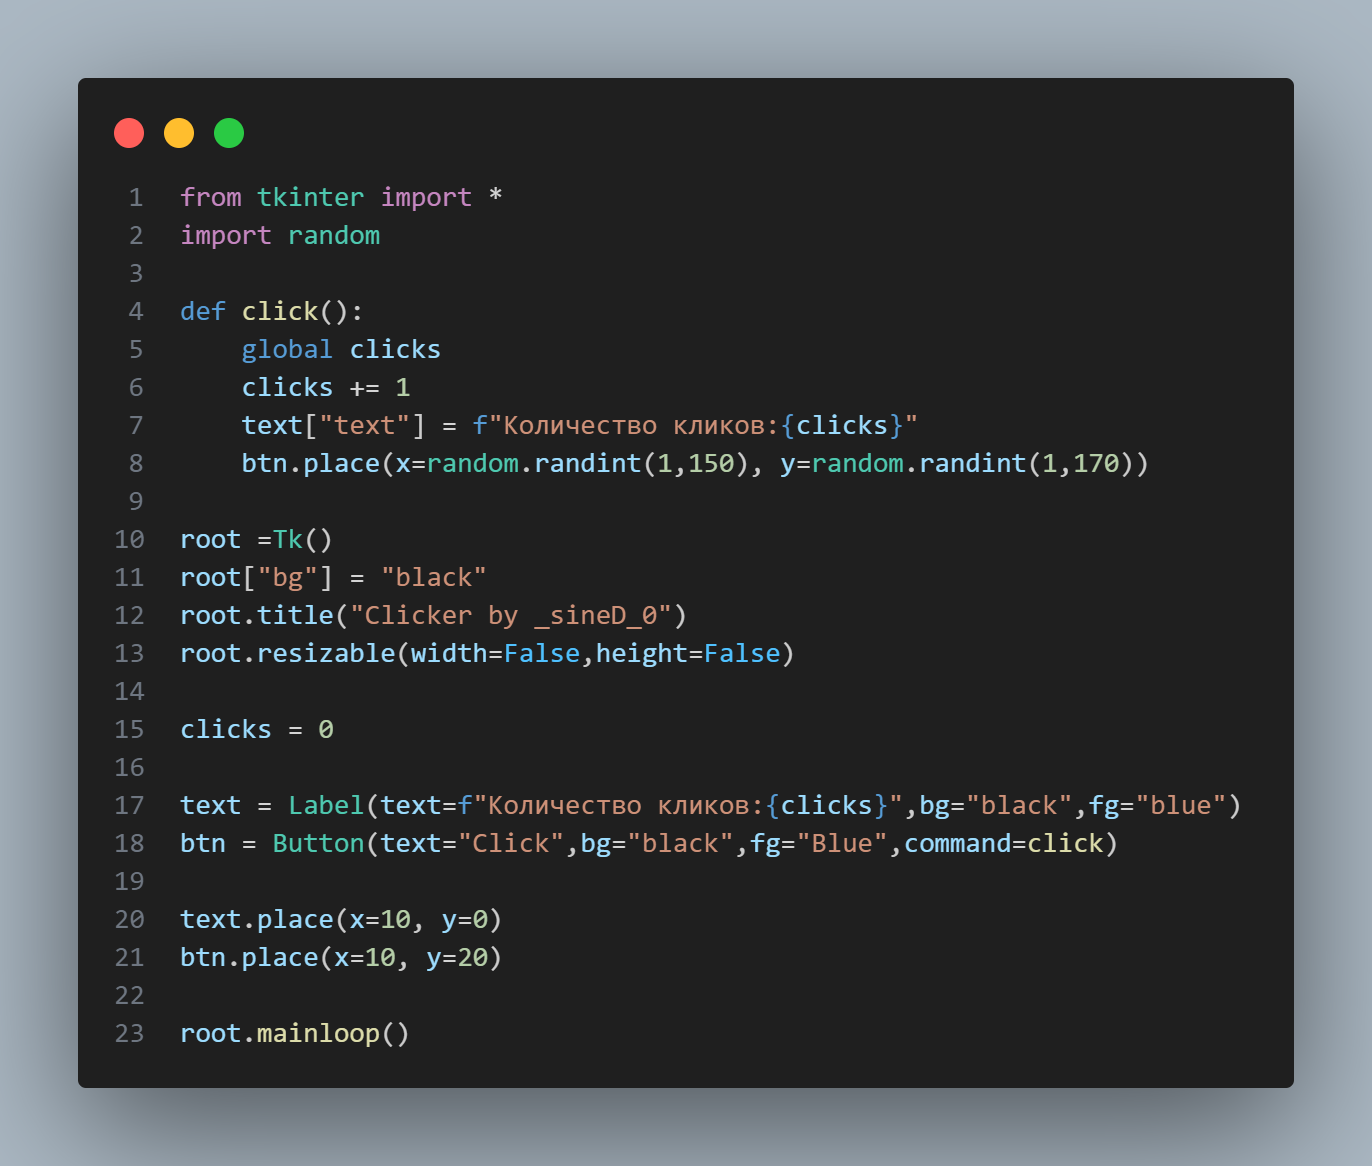 1 from tkinter import *
2 import random
3
4 def click():
5     global clicks
6     clicks += 1
7     text["text"] = f"Количество кликов:{clicks}"
8     btn.place(x=random.randint(1,150), y=random.randint(1,170))
9
10 root =Tk()
11 root["bg"] = "black"
12 root.title("Clicker by _sineD_0")
13 root.resizable(width=False,height=False)
14
15 clicks = 0
16
17 text = Label(text=f"Количество кликов:{clicks}",bg="black",fg="blue")
18 btn = Button(text="Click",bg="black",fg="Blue",command=click)
19
20 text.place(x=10, y=0)
21 btn.place(x=10, y=20)
22
23 root.mainloop()